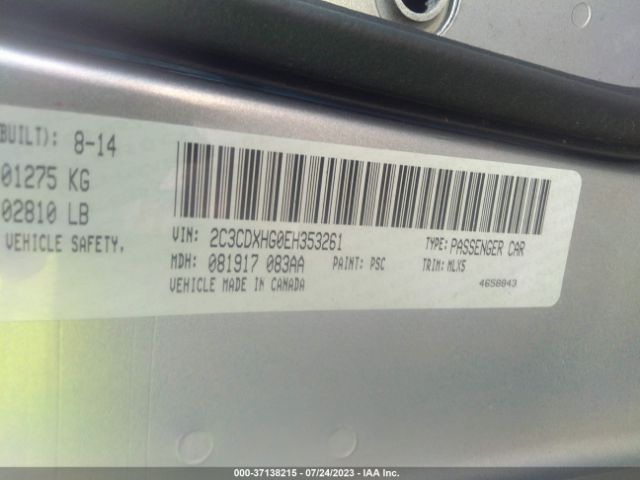 (BUILT): 8-14
01275 KG
02810 LB
VEHICLE SAFETY.
VIN: 2C3CDXHG0EH353261 TYPE: PASSENGER CAR
MDH: 081917 083AA PAINT: PSC TRIM: MLX5
VEHICLE MADE IN CANADA 4658843
000-37138215 - 07/24/2023 - IAA Inc.